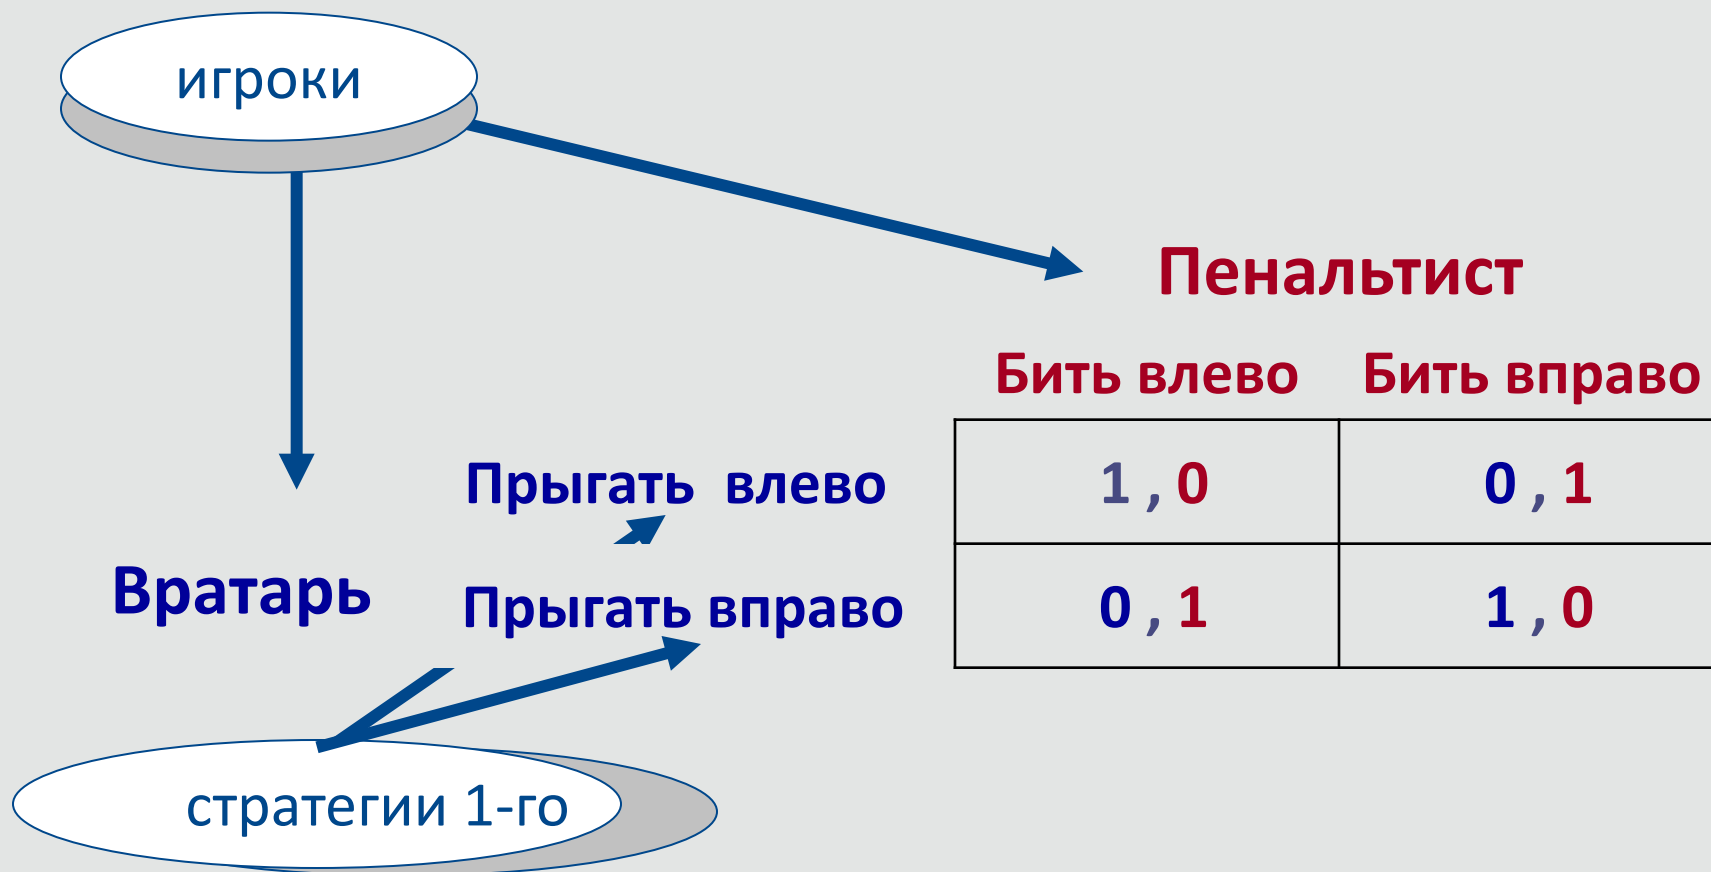 игроки
Пенальтист
Бить влево Бить вправо
Прыгать влево 1 , 0 0 , 1
Вратарь
Прыгать вправо 0 , 1 1 , 0
стратегии 1-го